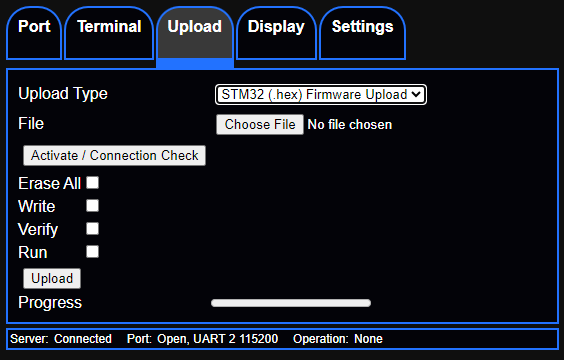 Port Terminal Upload Display Settings
Upload Type STM32 (.hex) Firmware Upload
File Choose File No file chosen
Activate / Connection Check
Erase All
Write
Verify
Run
Upload
Progress
Server: Connected Port: Open, UART 2 115200 Operation: None